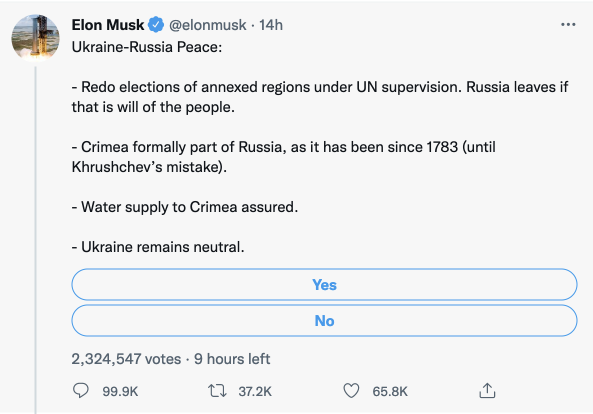 Elon Musk @elonmusk · 14h
Ukraine-Russia Peace:
- Redo elections of annexed regions under UN supervision. Russia leaves if
that is will of the people.
- Crimea formally part of Russia, as it has been since 1783 (until
Khrushchev’s mistake).
- Water supply to Crimea assured.
- Ukraine remains neutral.
Yes
No
2,324,547 votes · 9 hours left
99.9K 37.2K 65.8K